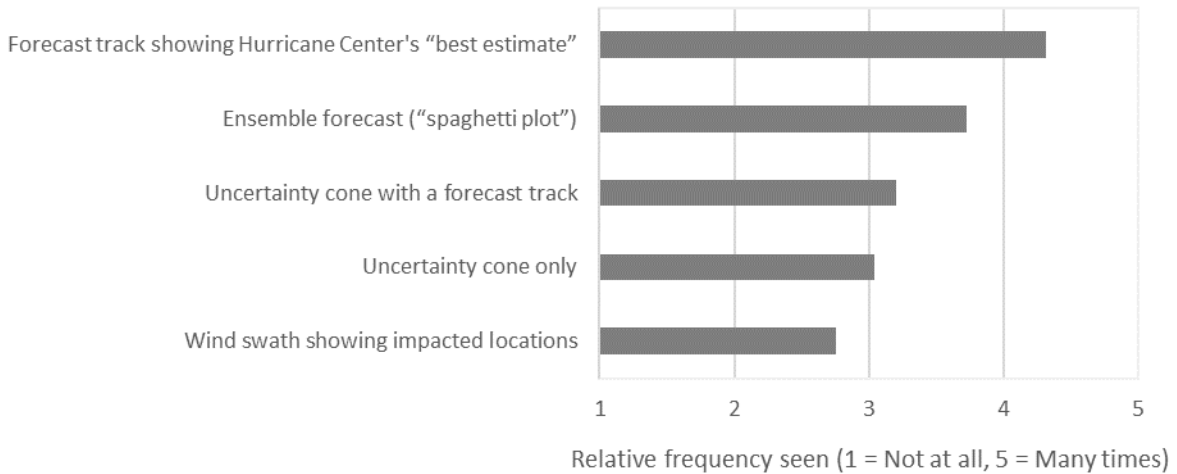 Forecast track showing Hurricane Center's “best estimate”
Ensemble forecast (“spaghetti plot”)
Uncertainty cone with a forecast track
Uncertainty cone only
Wind swath showing impacted locations
1 2 3 4 5
Relative frequency seen (1 = Not at all, 5 = Many times)